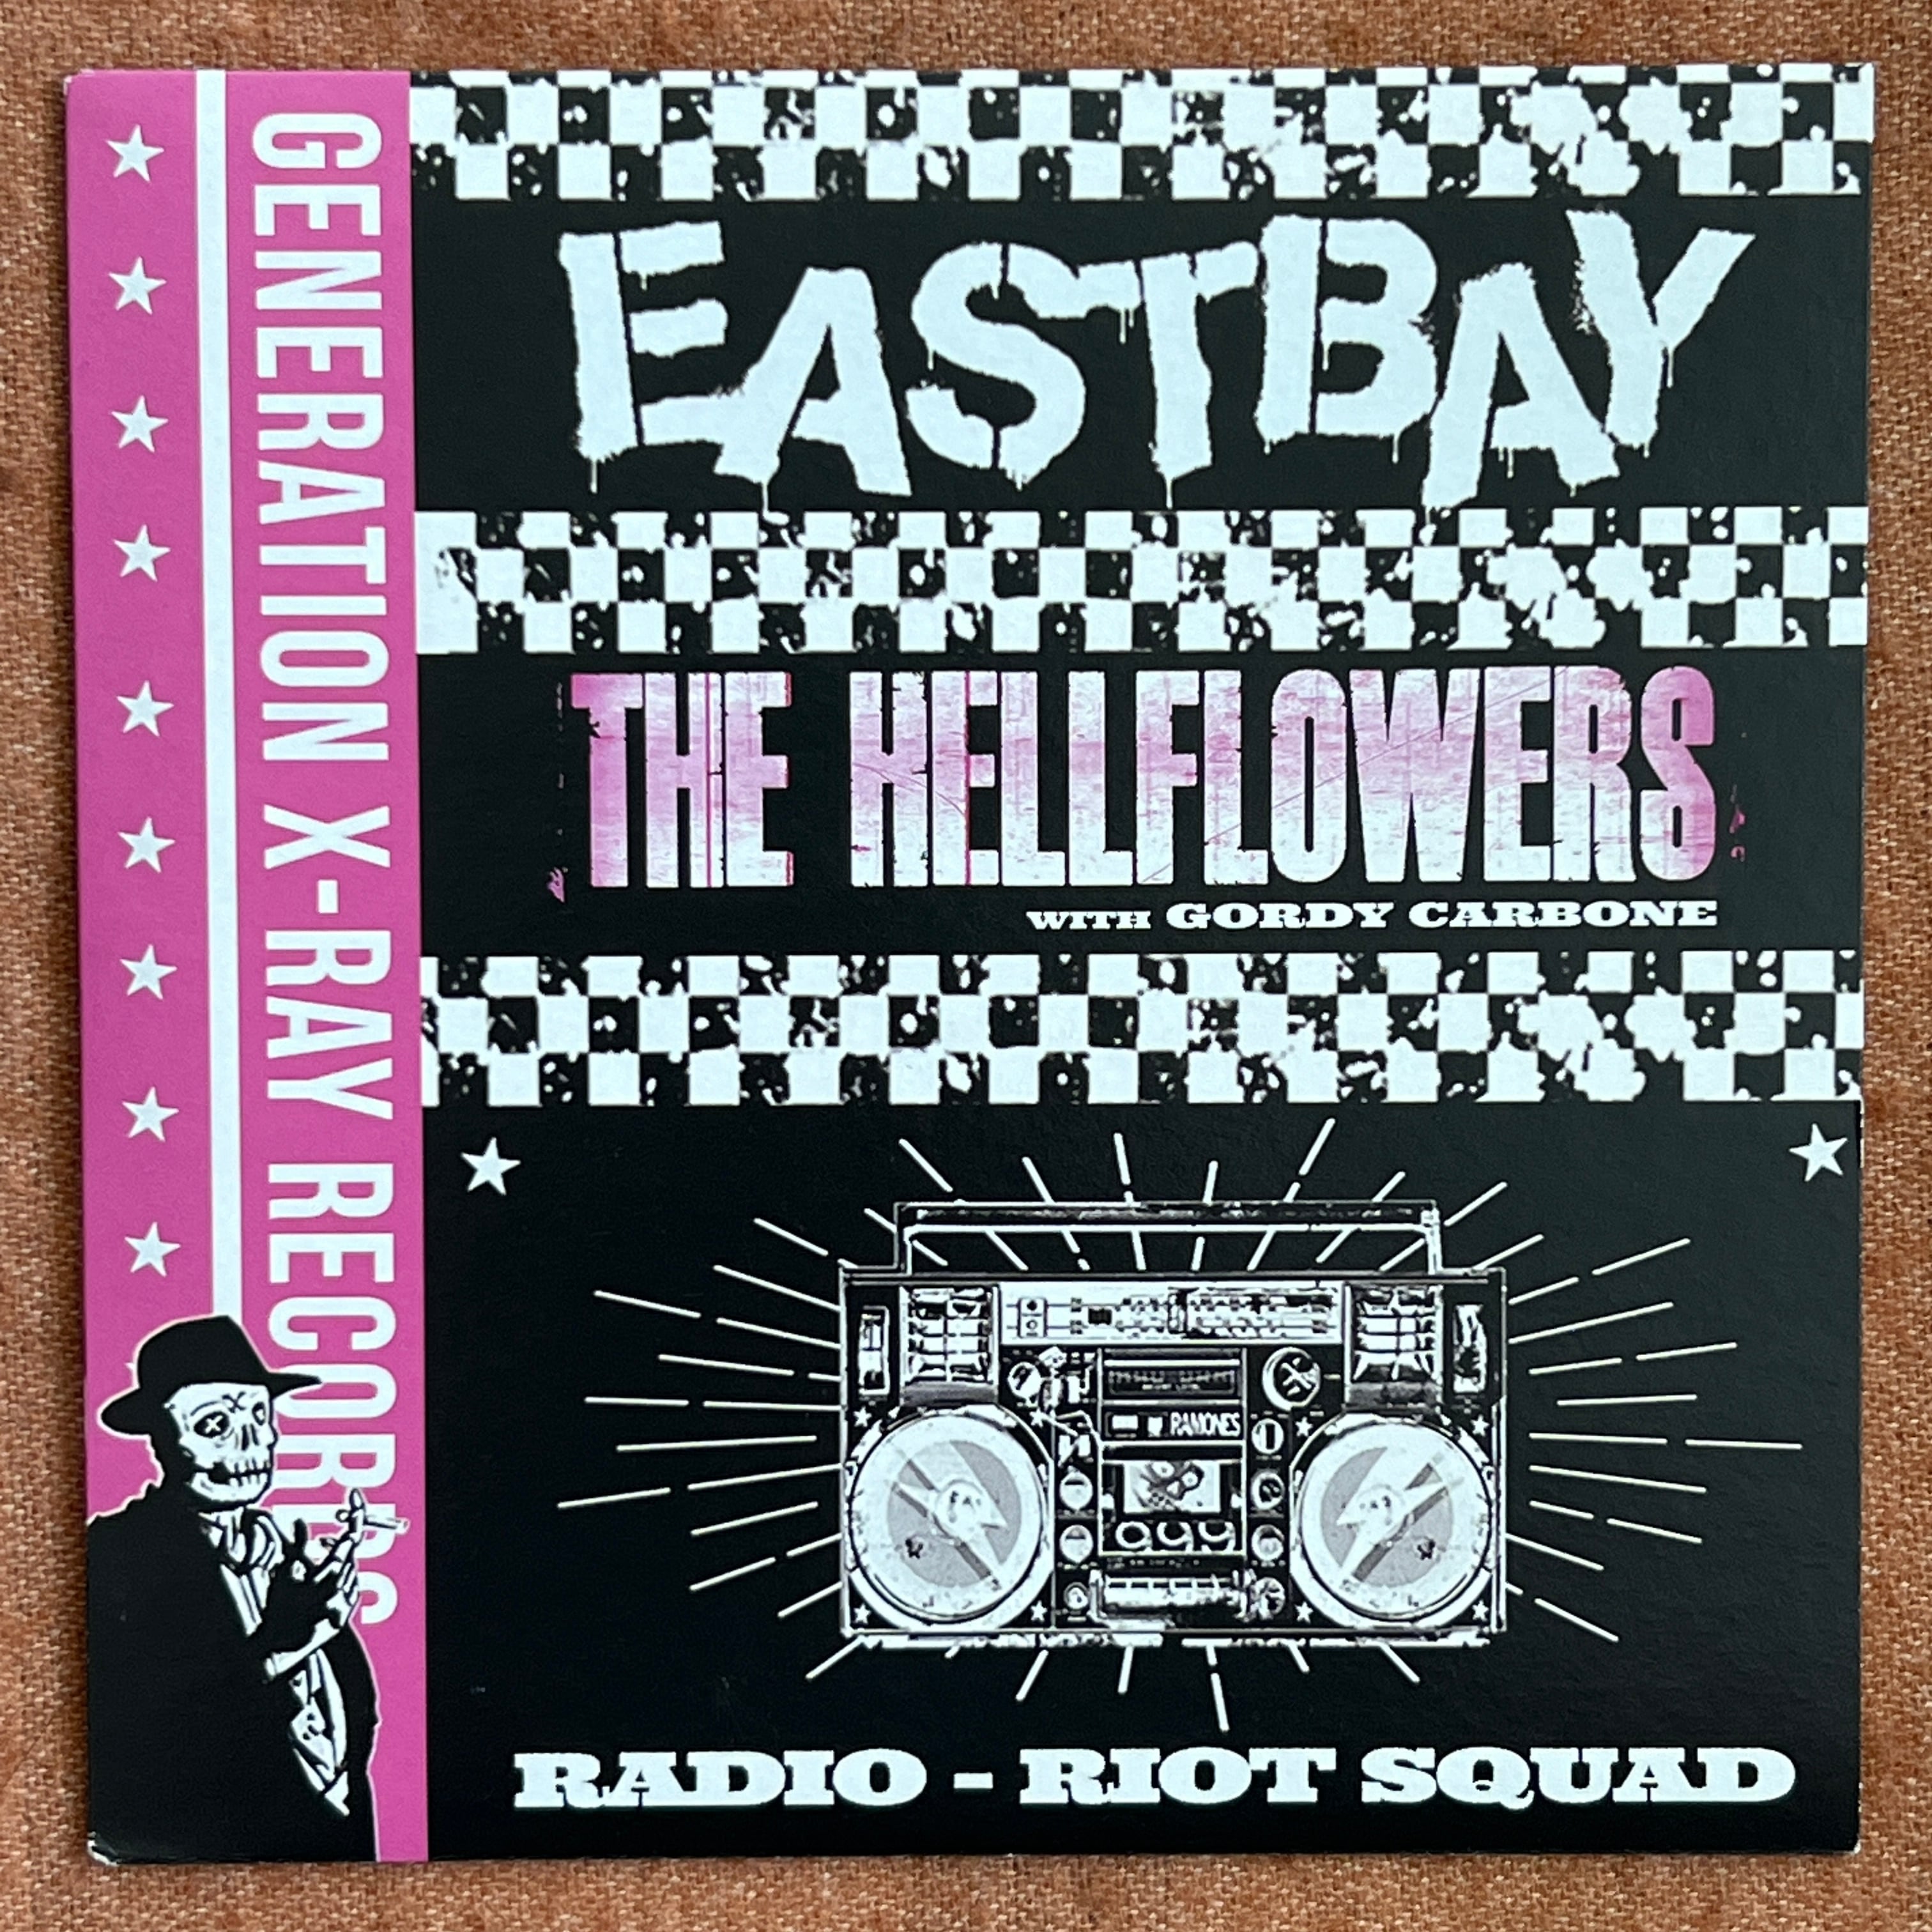 GENERATION X-RAY RECORDS
EASTBAY
THE HELLFLOWERS
WITH GORDY CARBONE
RAMONES
RADIO - RIOT SQUAD